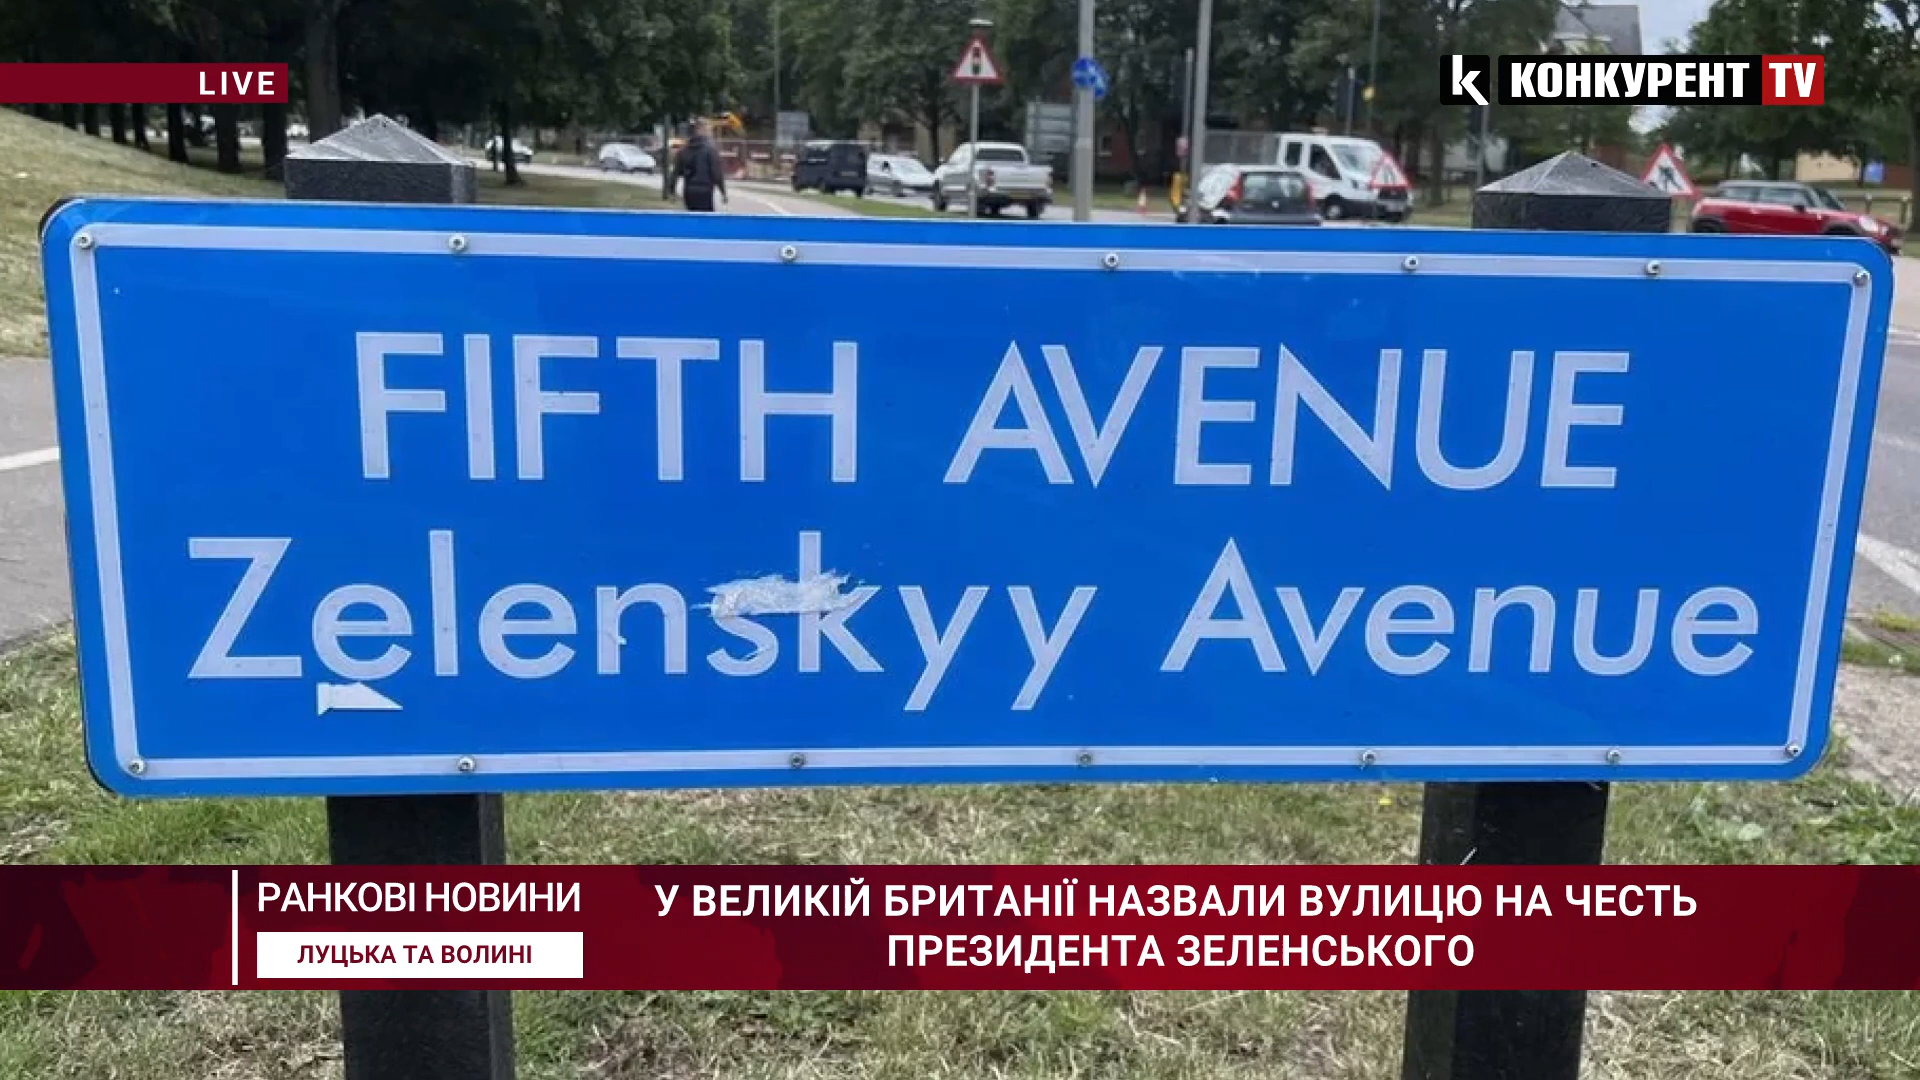 LIVE
k КОНКУРЕНТ TV
FIFTH AVENUE
Zelenskyy Avenue
РАНКОВІ НОВИНИ
ЛУЦЬКА ТА ВОЛИНІ
У ВЕЛИКІЙ БРИТАНІЇ НАЗВАЛИ ВУЛИЦЮ НА ЧЕСТЬ
ПРЕЗИДЕНТА ЗЕЛЕНСЬКОГО